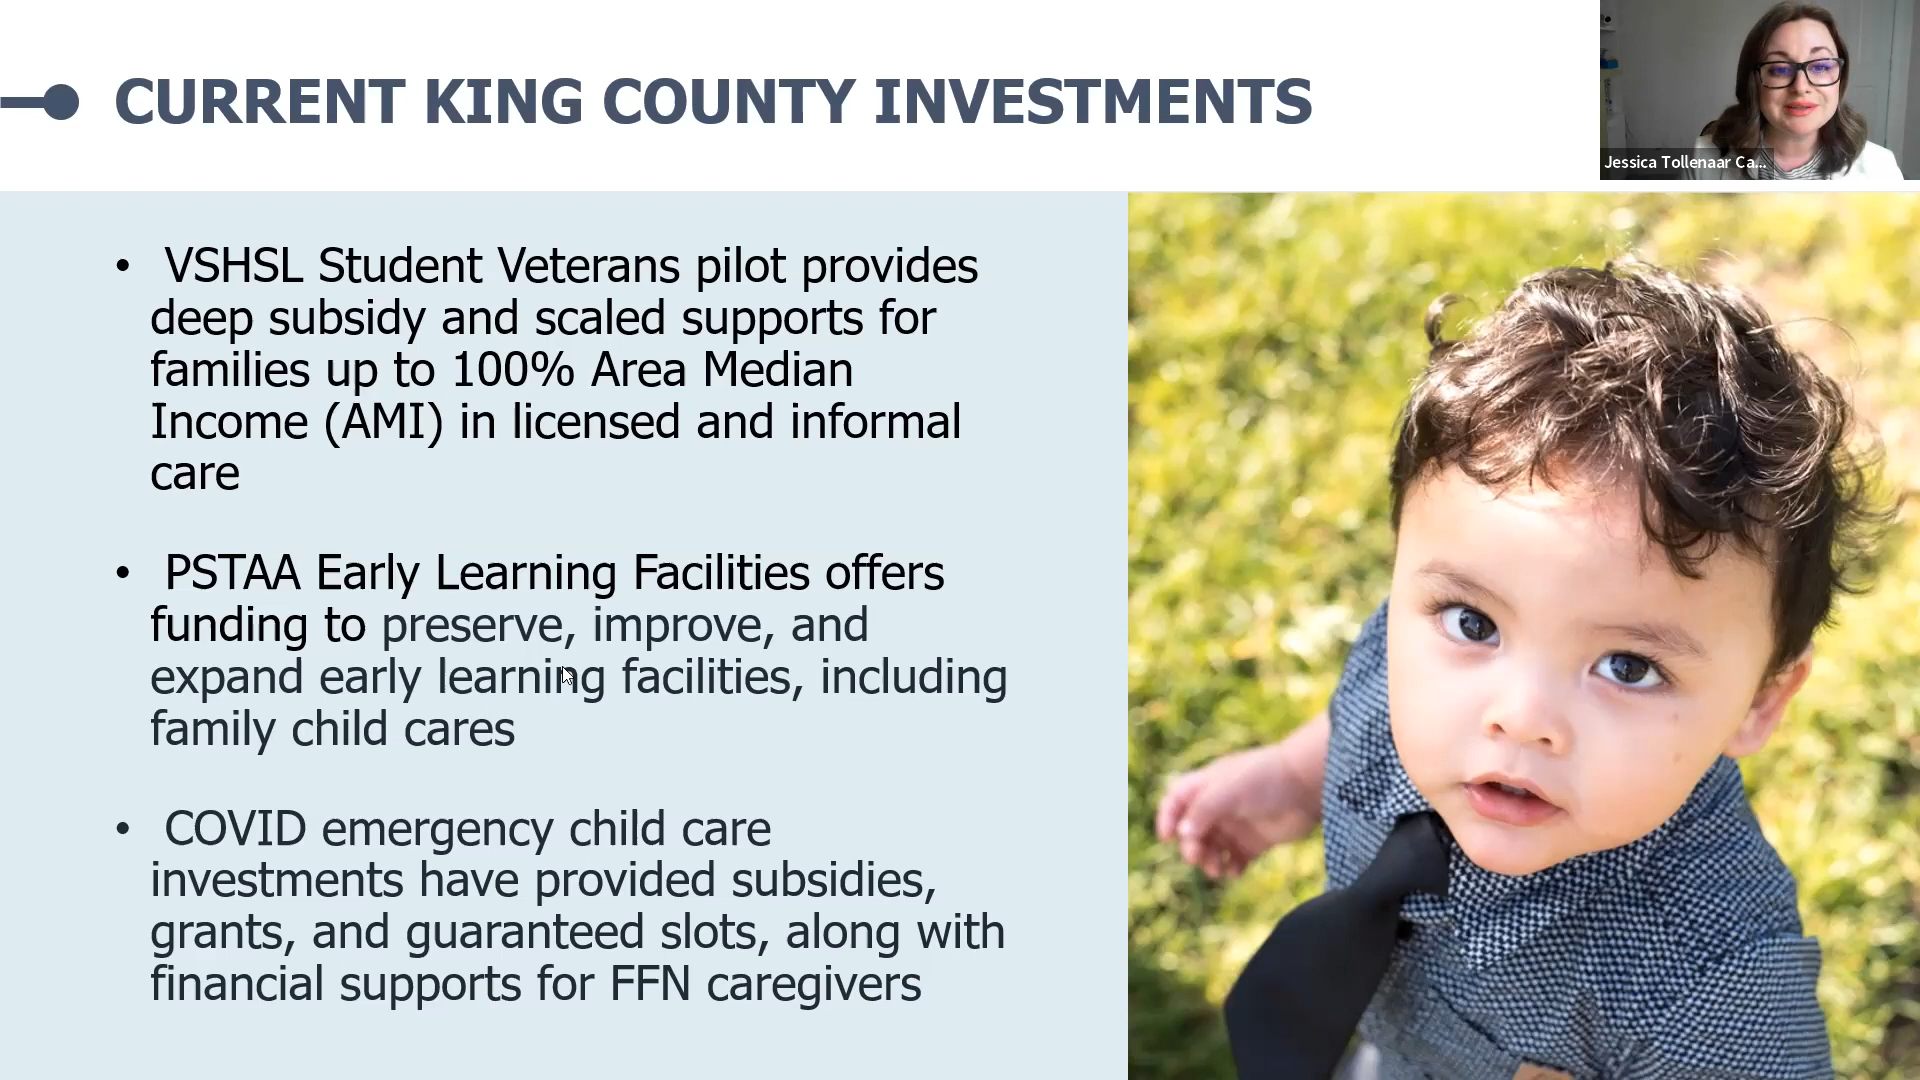 CURRENT KING COUNTY INVESTMENTS
Jessica Tollenaar Ca...
• VSHSL Student Veterans pilot provides
deep subsidy and scaled supports for
families up to 100% Area Median
Income (AMI) in licensed and informal
care
• PSTAA Early Learning Facilities offers
funding to preserve, improve, and
expand early learning facilities, including
family child cares
• COVID emergency child care
investments have provided subsidies,
grants, and guaranteed slots, along with
financial supports for FFN caregivers